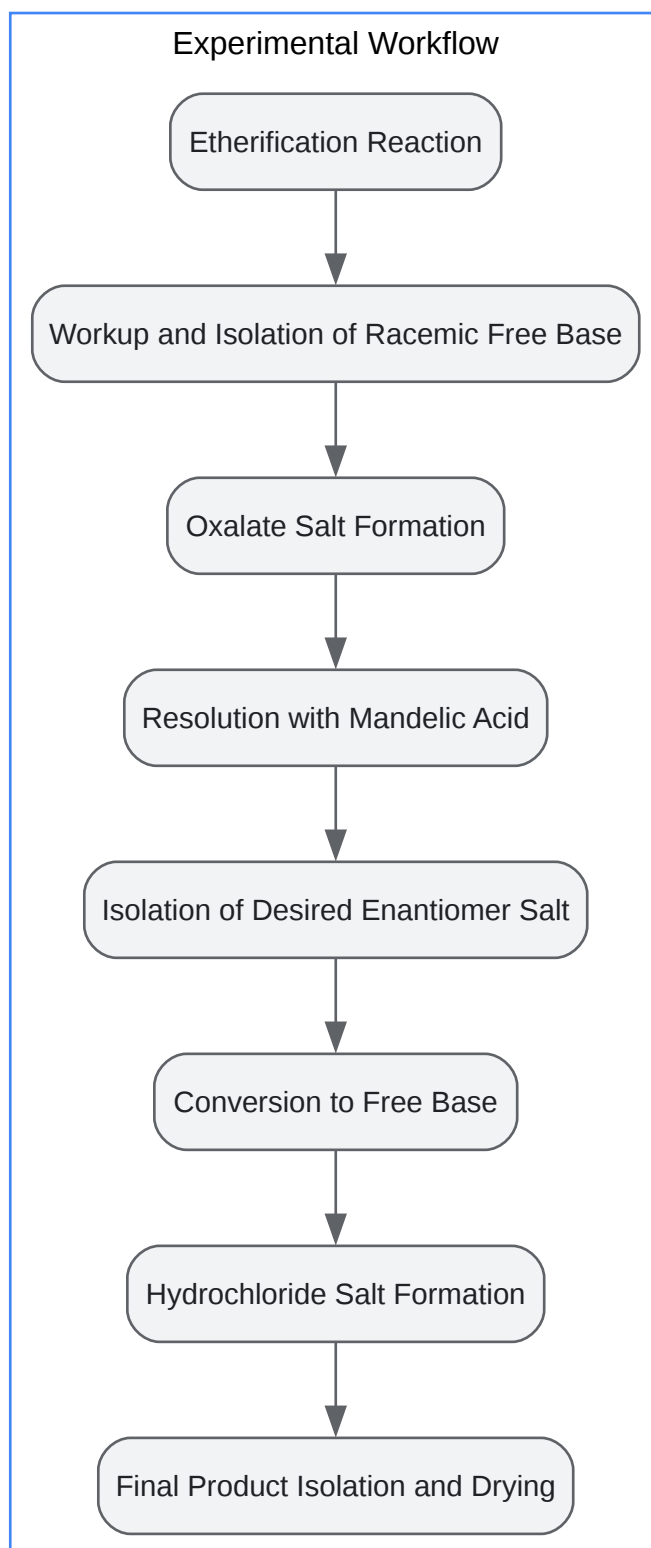 Experimental Workflow
Etherification Reaction
Workup and Isolation of Racemic Free Base
Oxalate Salt Formation
Resolution with Mandelic Acid
Isolation of Desired Enantiomer Salt
Conversion to Free Base
Hydrochloride Salt Formation
Final Product Isolation and Drying